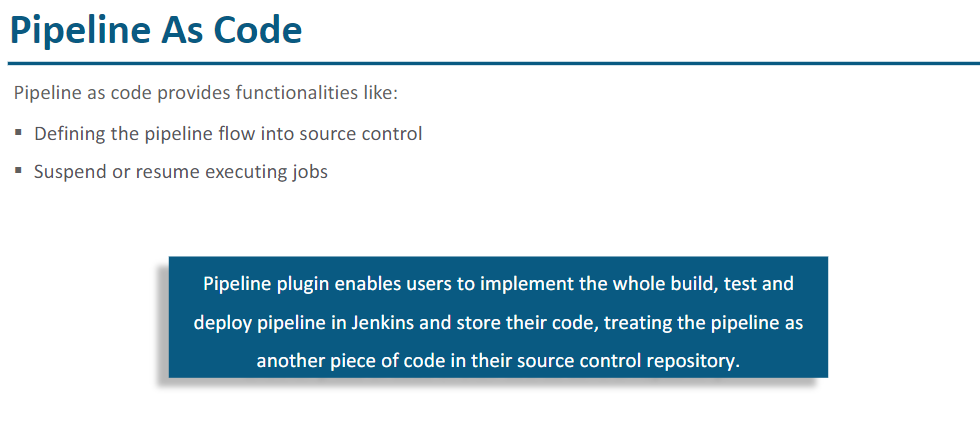 Pipeline As Code
Pipeline as code provides functionalities like:
▪ Defining the pipeline flow into source control
▪ Suspend or resume executing jobs
Pipeline plugin enables users to implement the whole build, test and
deploy pipeline in Jenkins and store their code, treating the pipeline as
another piece of code in their source control repository.